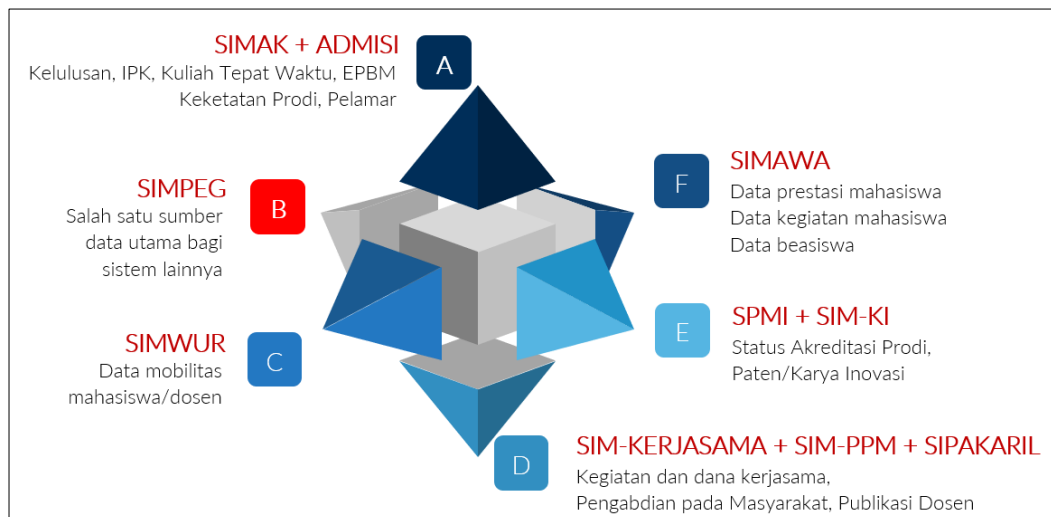 SIMAK + ADMISI
A
Kelulusan, IPK, Kuliah Tepat Waktu, EPBM
Keketatan Prodi, Pelamar
SIMPEG
B
Salah satu sumber
data utama bagi
sistem lainnya
SIMWUR
C
Data mobilitas
mahasiswa/dosen
F
SIMAWA
Data prestasi mahasiswa
Data kegiatan mahasiswa
Data beasiswa
E
SPMI + SIM-KI
Status Akreditasi Prodi,
Paten/Karya Inovasi
D
SIM-KERJASAMA + SIM-PPM + SIPAKARIL
Kegiatan dan dana kerjasama,
Pengabdian pada Masyarakat, Publikasi Dosen